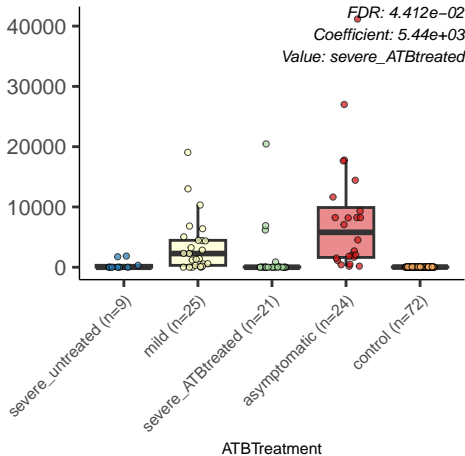 FDR: 4.412e-02
Coefficient: 5.44e+03
Value: severe_ATBtreated
40000
30000
20000
10000
0
severe_untreated (n=9)
mild (n=25)
severe_ATBtreated (n=21)
asymptomatic (n=24)
control (n=72)
ATBTreatment